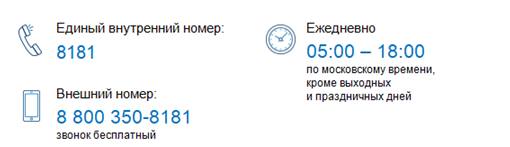 Единый внутренний номер:
8181
Внешний номер:
8 800 350-8181
звонок бесплатный
Ежедневно
05:00 – 18:00
по московскому времени,
кроме выходных
и праздничных дней